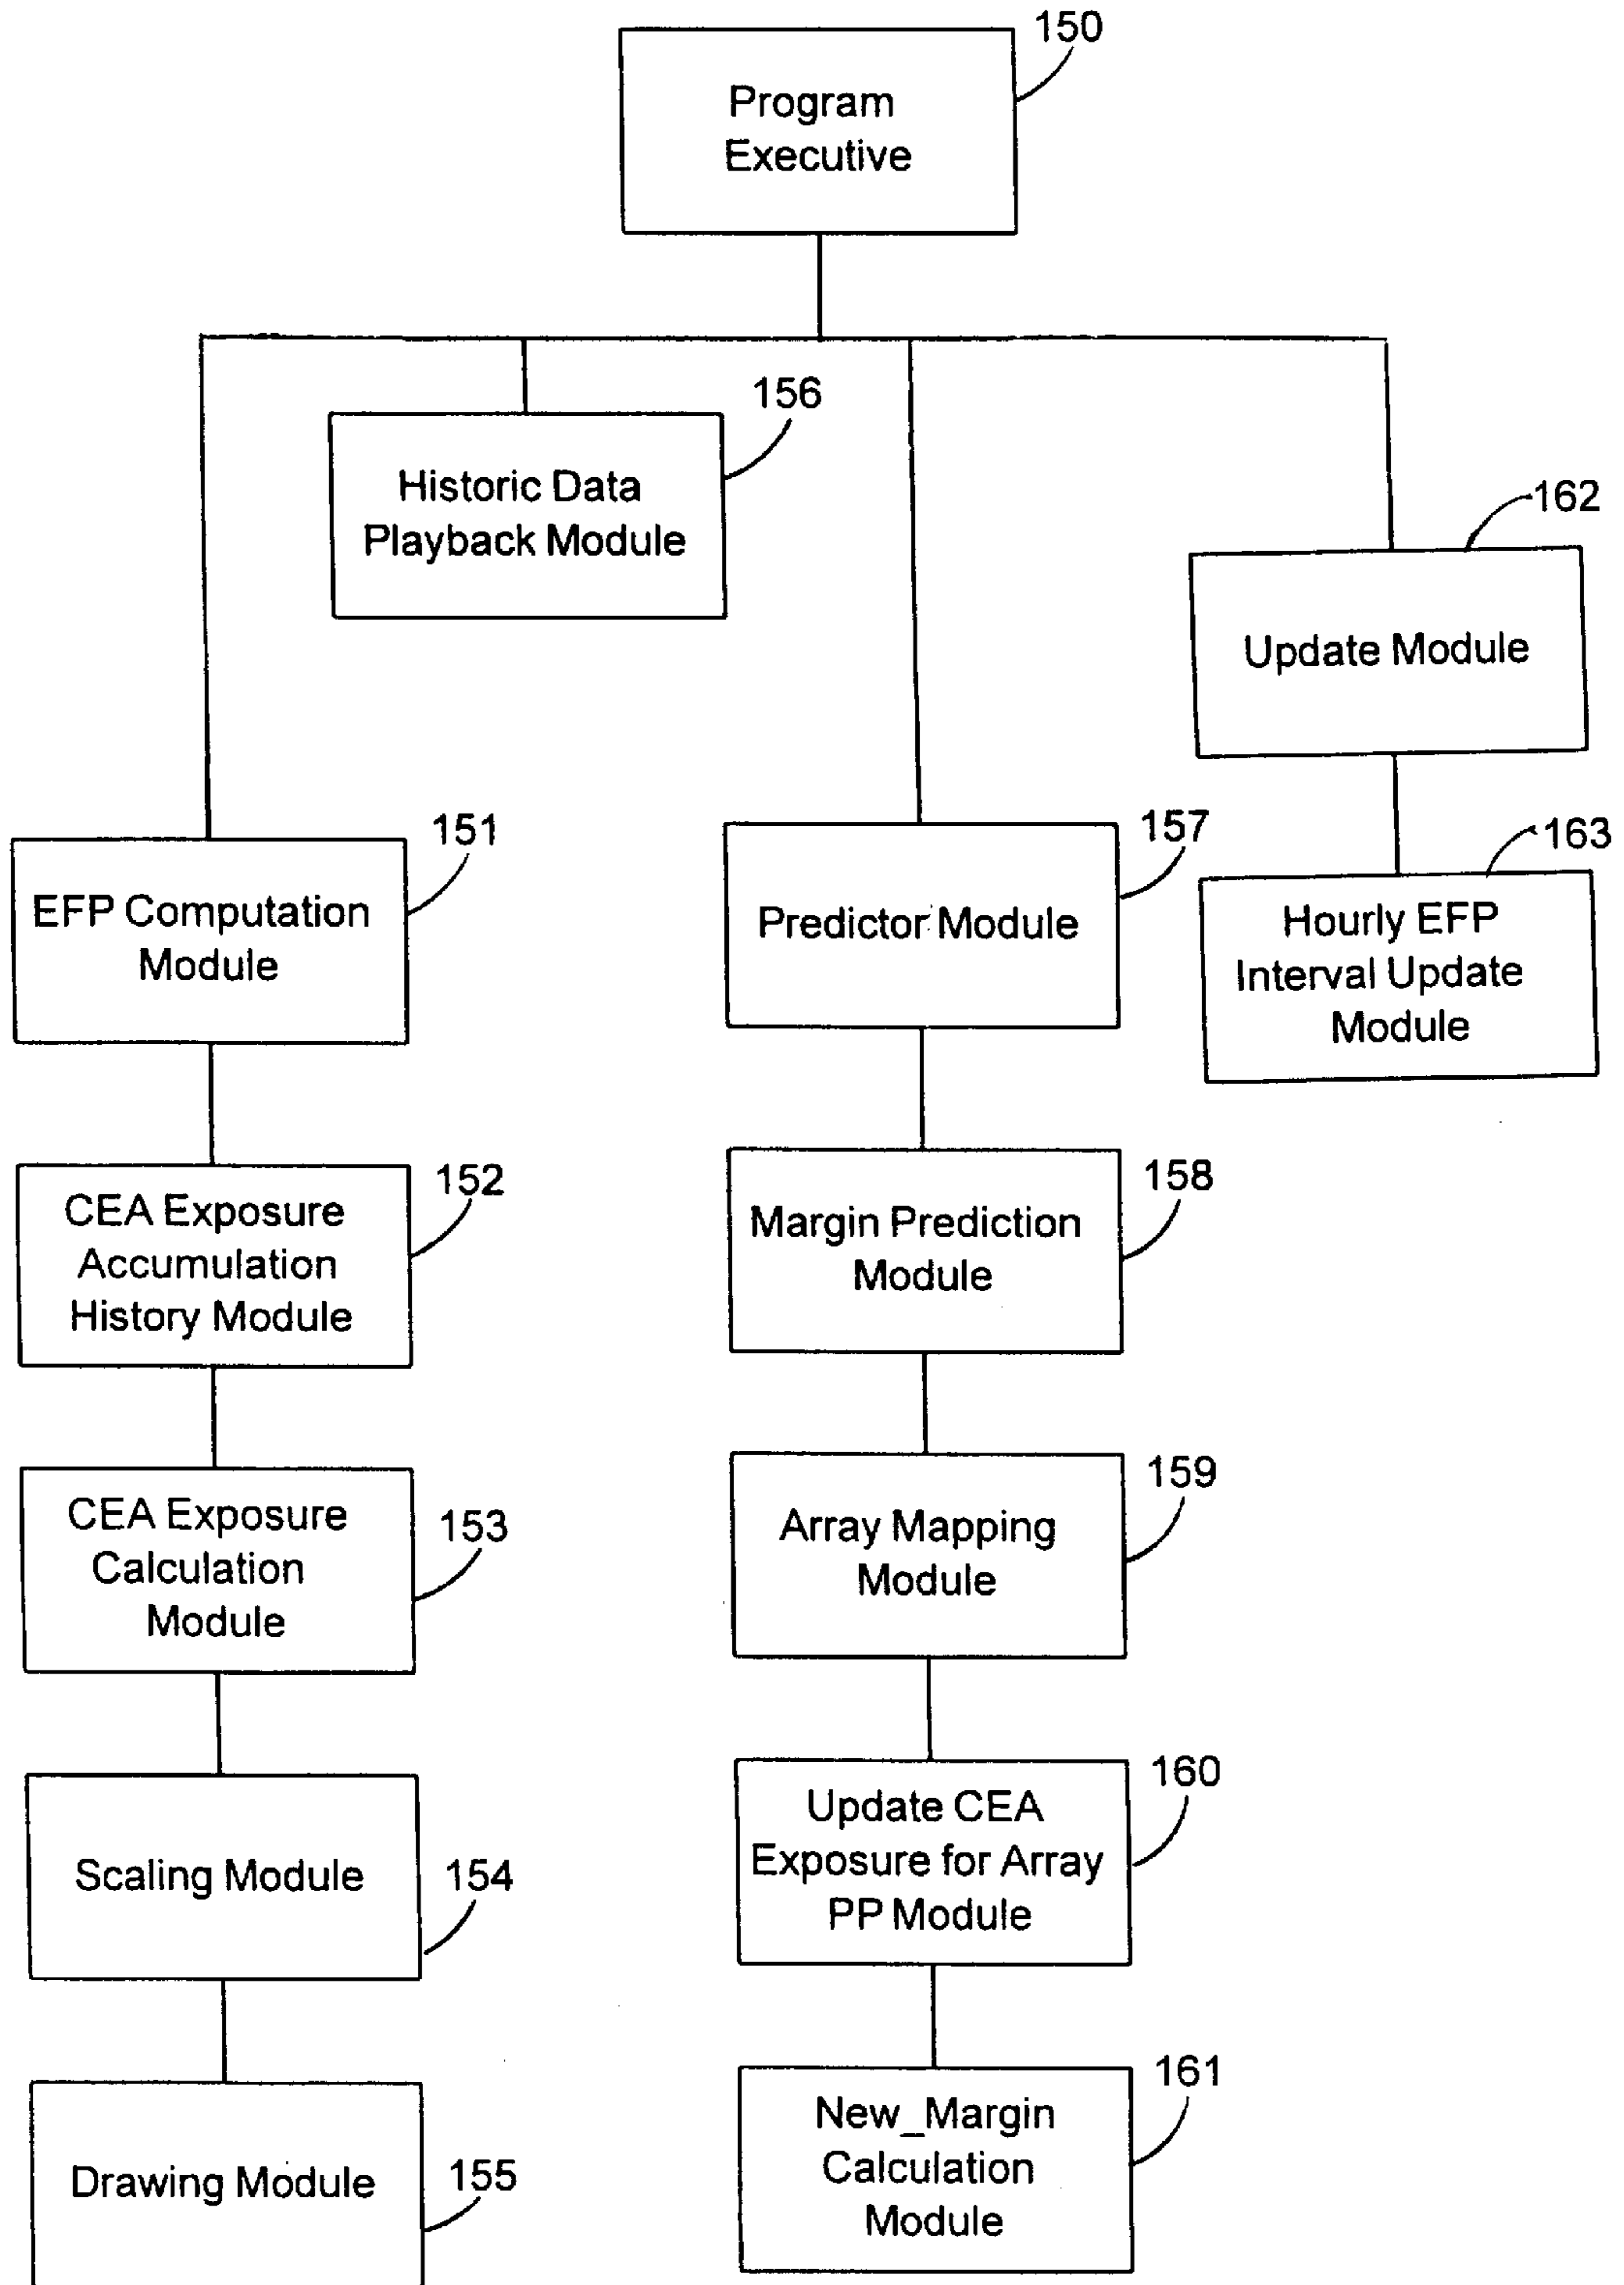 150
Program
Executive
156
Historic Data
Playback Module
162
Update Module
151
EFP Computation
Module
157
Predictor Module
163
Hourly EFP
Interval Update
Module
152
CEA Exposure
Accumulation
History Module
158
Margin Prediction
Module
153
CEA Exposure
Calculation
Module
159
Array Mapping
Module
154
Scaling Module
160
Update CEA
Exposure for Array
PP Module
155
Drawing Module
161
New_Margin
Calculation
Module